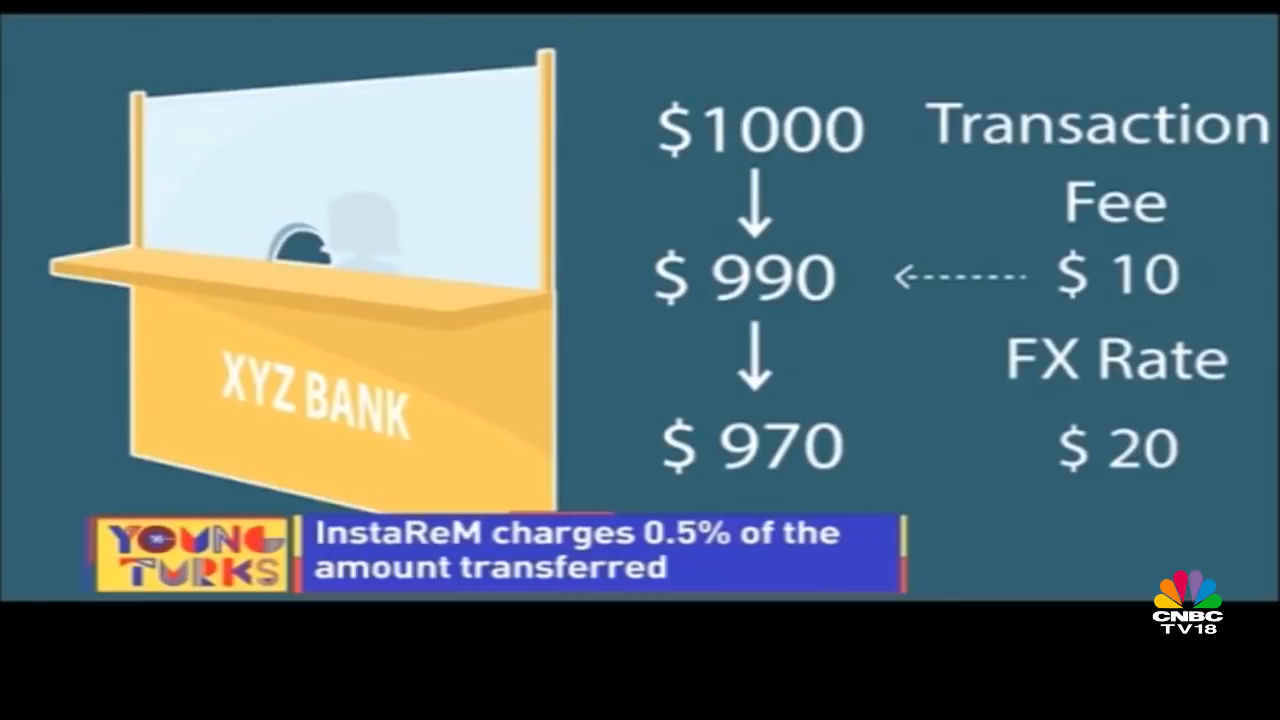 $1000 Transaction
Fee
$ 990 $ 10
FX Rate
$ 970 $ 20
XYZ BANK
YOUNG
TURKS
InstaReM charges 0.5% of the
amount transferred
CNBC
TV18